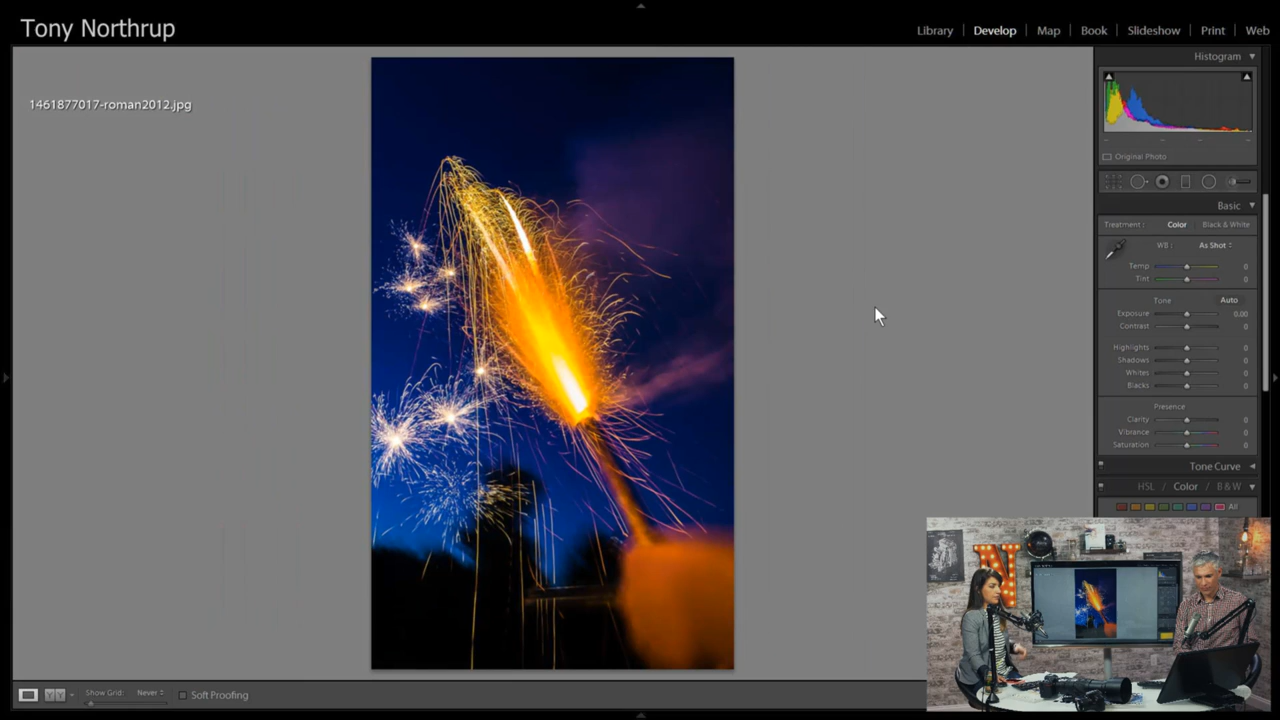 Tony Northrup
Library | Develop | Map | Book | Slideshow | Print | Web
Histogram
1461877017-roman2012.jpg
Original Photo
Basic
Treatment: Color Black & White
WB: As Shot
Temp 0
Tint 0
Tone Auto
Exposure 0.00
Contrast 0
Highlights 0
Shadows 0
Whites 0
Blacks 0
Presence
Clarity 0
Vibrance 0
Saturation 0
Tone Curve
HSL / Color / B & W
All
N
YY Show Grid: Never Soft Proofing